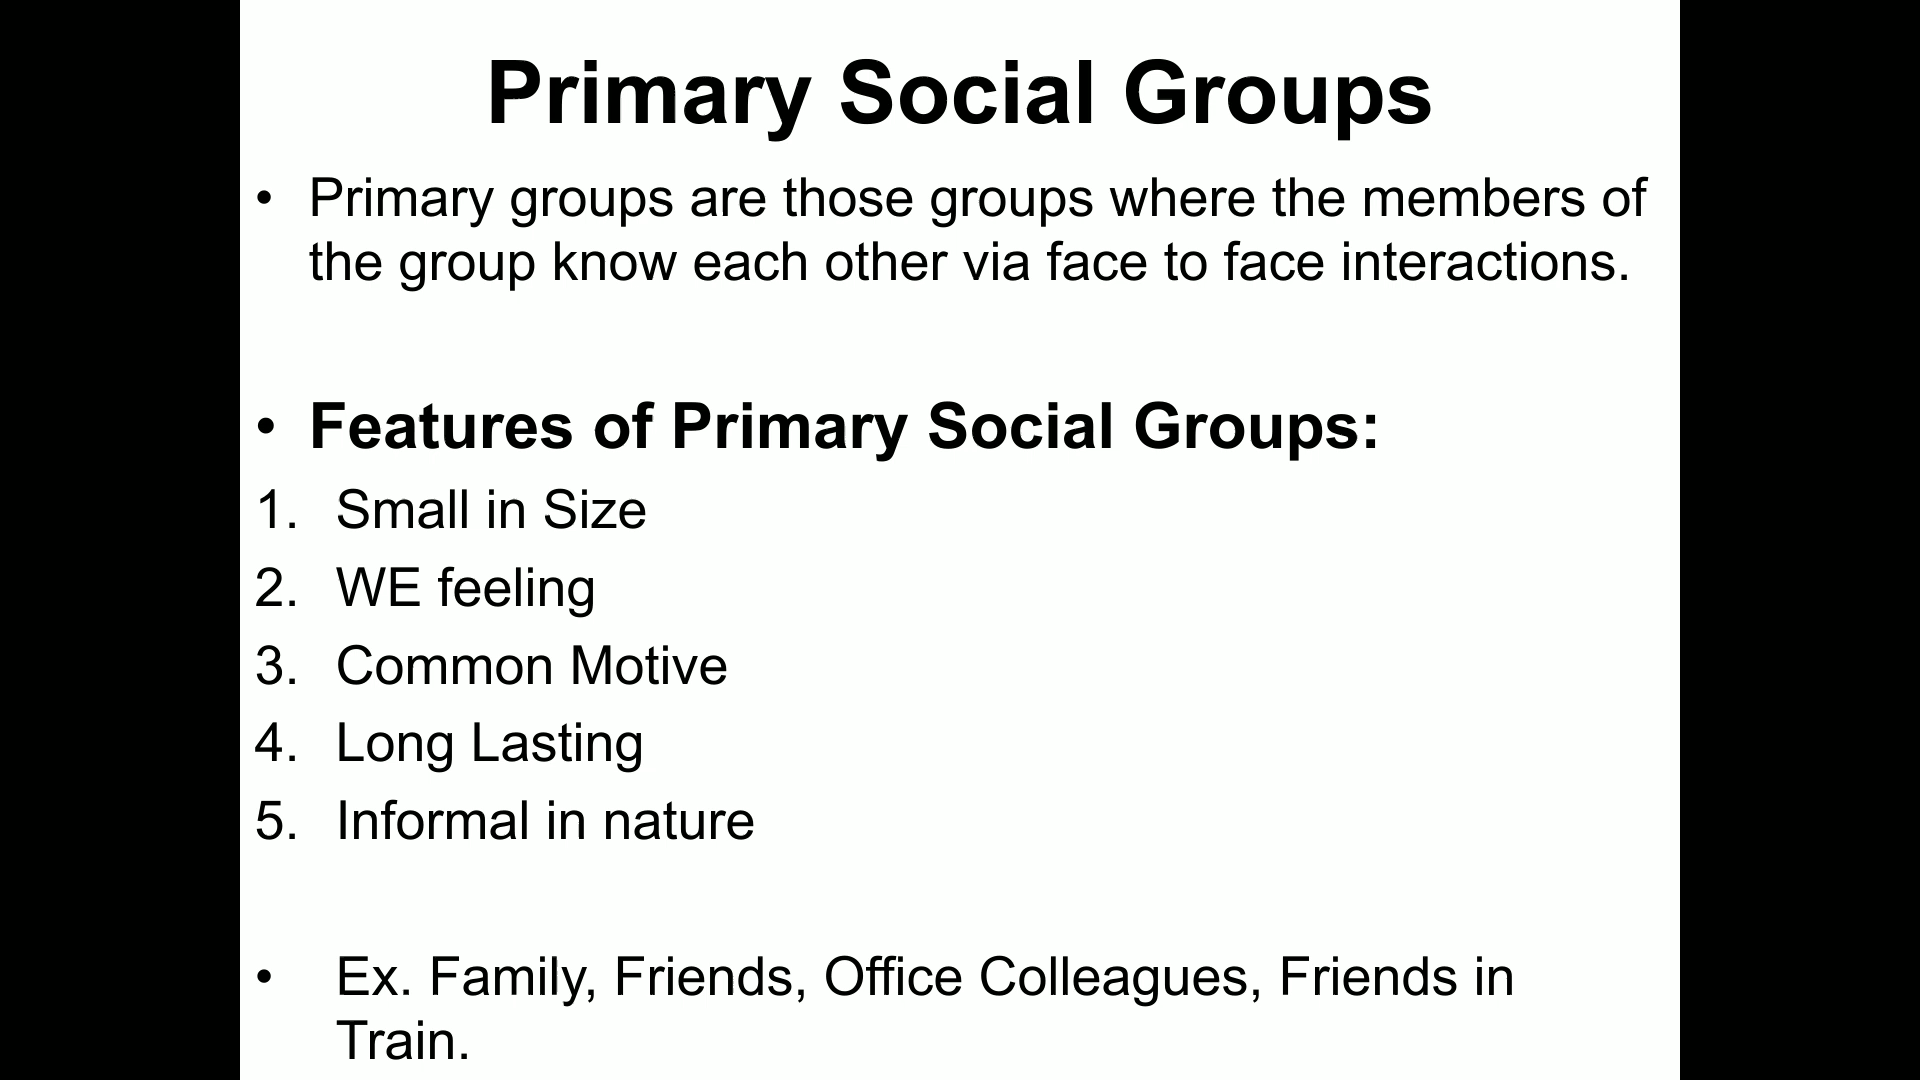 Primary Social Groups
• Primary groups are those groups where the members of
the group know each other via face to face interactions.
• Features of Primary Social Groups:
1. Small in Size
2. WE feeling
3. Common Motive
4. Long Lasting
5. Informal in nature
• Ex. Family, Friends, Office Colleagues, Friends in
Train.